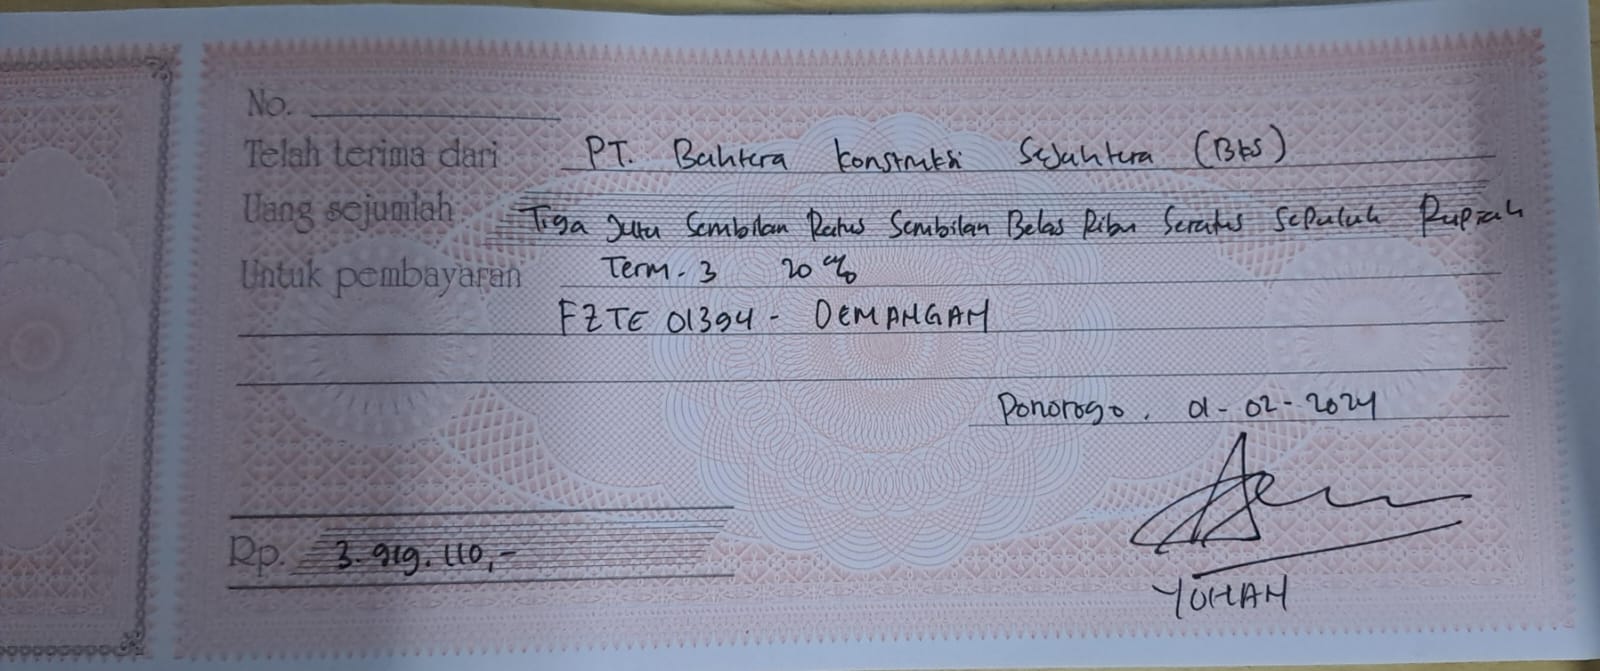 No.
Telah terima dari PT. Bahtera Konstruksi Sejahtera (BKS)
Uang sejumlah Tiga Juta Sembilan Ratus Sembilan Belas Ribu Seratus Sepuluh Rupiah
Untuk pembayaran Term. 3 20%
FZTE 01394 - DEMANGAN
Ponorogo, 01-02-2024
Rp. 3.919.110,-
YOHAN